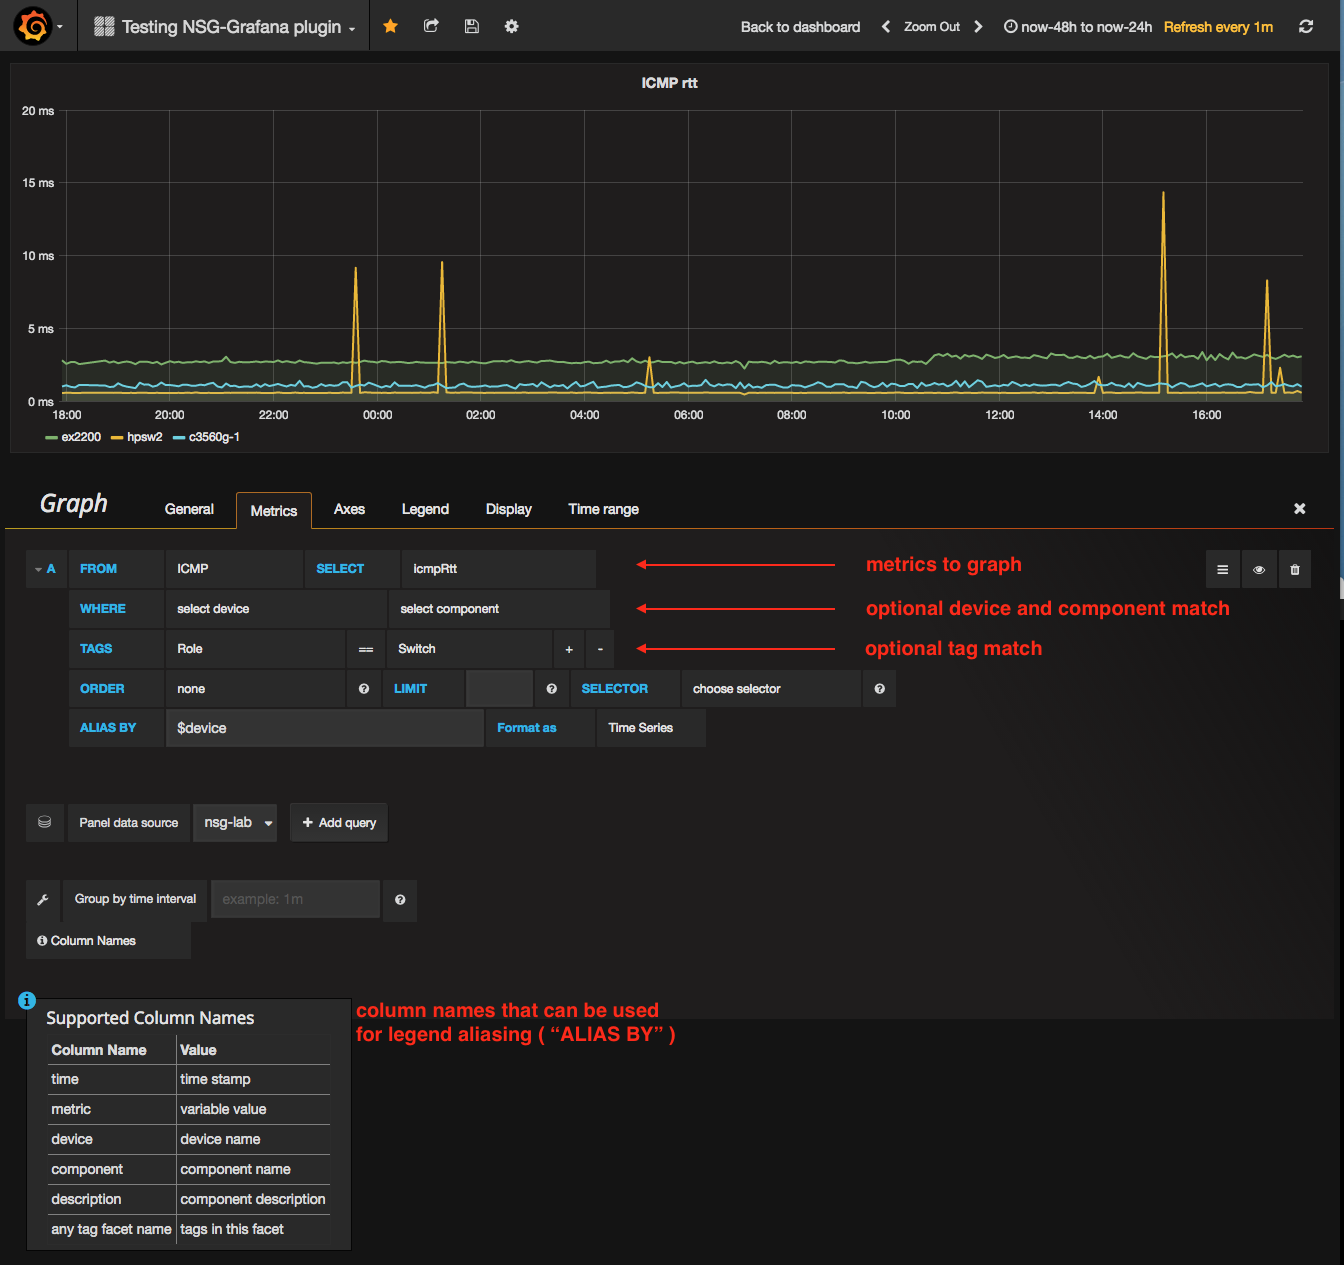 Testing NSG-Grafana plugin
Back to dashboard Zoom Out now-48h to now-24h Refresh every 1m
ICMP rtt
20 ms
15 ms
10 ms
5 ms
0 ms
18:00 20:00 22:00 00:00 02:00 04:00 06:00 08:00 10:00 12:00 14:00 16:00
ex2200 hpsw2 c3560g-1
Graph General Metrics Axes Legend Display Time range
A FROM ICMP SELECT icmpRtt metrics to graph
WHERE select device select component optional device and component match
TAGS Role == Switch + - optional tag match
ORDER none LIMIT SELECTOR choose selector
ALIAS BY $device Format as Time Series
Panel data source nsg-lab + Add query
Group by time interval example: 1m
Column Names
column names that can be used
for legend aliasing ( “ALIAS BY” )
Supported Column Names
Column Name Value
time time stamp
metric variable value
device device name
component component name
description component description
any tag facet name tags in this facet